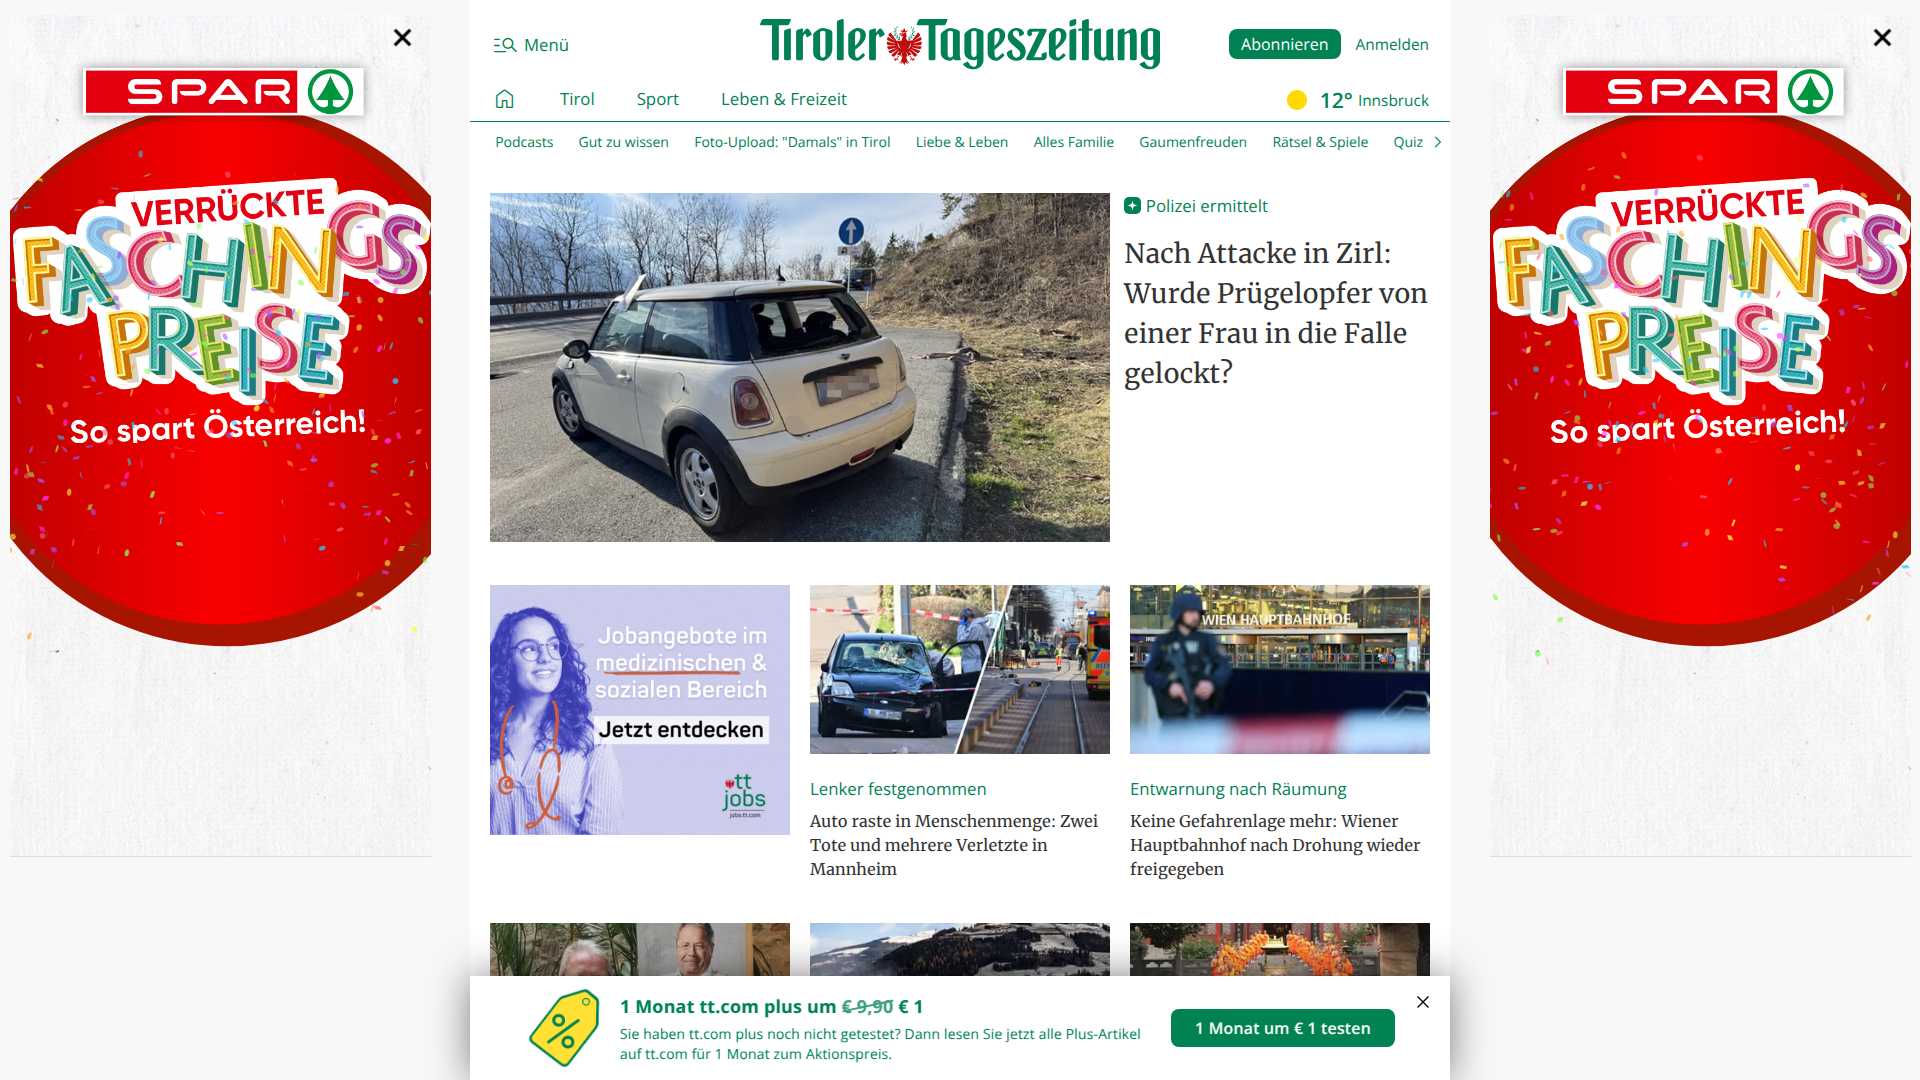 Menü
Tiroler Tageszeitung
Abonnieren
Anmelden
Tirol
Sport
Leben & Freizeit
12° Innsbruck
Podcasts
Gut zu wissen
Foto-Upload: "Damals" in Tirol
Liebe & Leben
Alles Familie
Gaumenfreuden
Rätsel & Spiele
Quiz
SPAR
VERRÜCKTE
FASCHINGS
PREISE
So spart Österreich!
Polizei ermittelt
Nach Attacke in Zirl:
Wurde Prügelopfer von
einer Frau in die Falle
gelockt?
Jobangebote im
medizinischen &
sozialen Bereich
Jetzt entdecken
tt
jobs
jobs.tt.com
Lenker festgenommen
Auto raste in Menschenmenge: Zwei
Tote und mehrere Verletzte in
Mannheim
WIEN HAUPTBAHNHOF
Entwarnung nach Räumung
Keine Gefahrenlage mehr: Wiener
Hauptbahnhof nach Drohung wieder
freigegeben
SPAR
VERRÜCKTE
FASCHINGS
PREISE
So spart Österreich!
1 Monat tt.com plus um € 9,90 € 1
Sie haben tt.com plus noch nicht getestet? Dann lesen Sie jetzt alle Plus-Artikel
auf tt.com für 1 Monat zum Aktionspreis.
1 Monat um € 1 testen